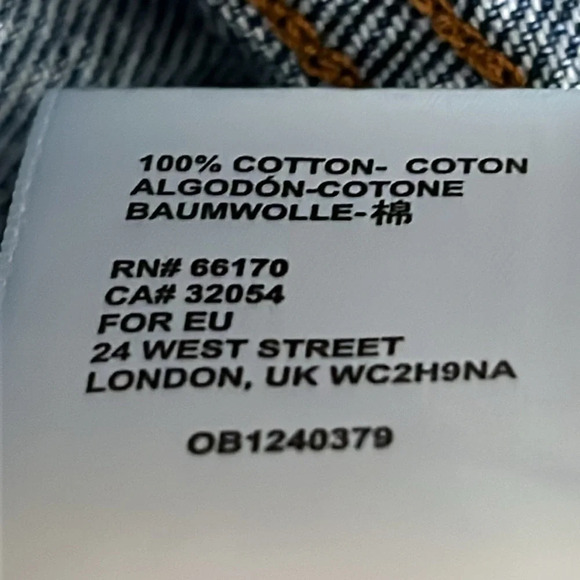 100% COTTON- COTON
ALGODÓN-COTONE
BAUMWOLLE-棉
RN# 66170
CA# 32054
FOR EU
24 WEST STREET
LONDON, UK WC2H9NA
OB1240379